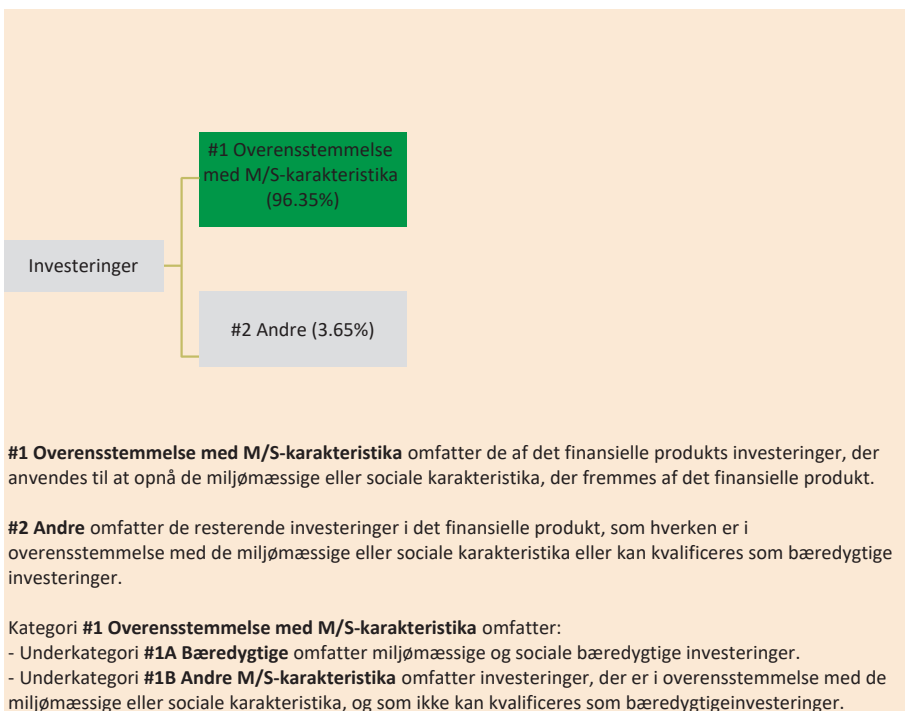 #1 Overensstemmelse
med M/S-karakteristika
(96.35%)
Investeringer
#2 Andre (3.65%)
#1 Overensstemmelse med M/S-karakteristika omfatter de af det finansielle produkts investeringer, der
anvendes til at opnå de miljømæssige eller sociale karakteristika, der fremmes af det finansielle produkt.
#2 Andre omfatter de resterende investeringer i det finansielle produkt, som hverken er i
overensstemmelse med de miljømæssige eller sociale karakteristika eller kan kvalificeres som bæredygtige
investeringer.
Kategori #1 Overensstemmelse med M/S-karakteristika omfatter:
- Underkategori #1A Bæredygtige omfatter miljømæssige og sociale bæredygtige investeringer.
- Underkategori #1B Andre M/S-karakteristika omfatter investeringer, der er i overensstemmelse med de
miljømæssige eller sociale karakteristika, og som ikke kan kvalificeres som bæredygtigeinvesteringer.